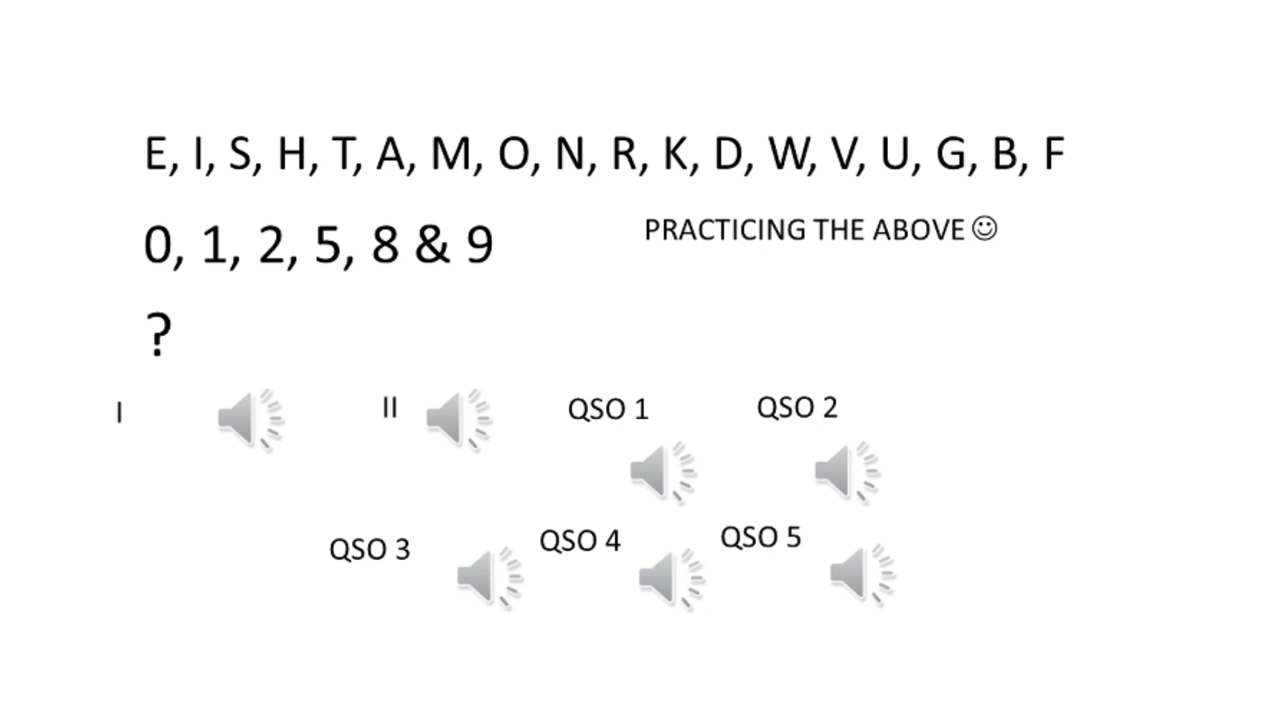 E, I, S, H, T, A, M, O, N, R, K, D, W, V, U, G, B, F
0, 1, 2, 5, 8 & 9
PRACTICING THE ABOVE ☺
?
I
II
QSO 1
QSO 2
QSO 3
QSO 4
QSO 5